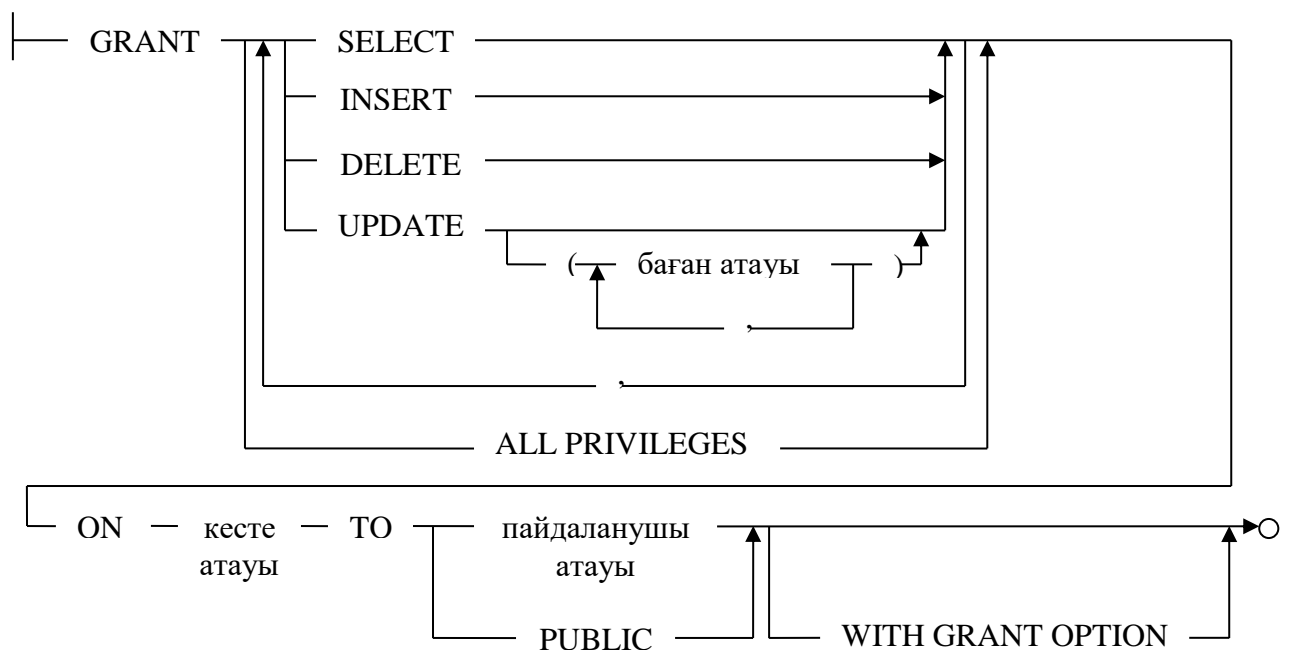 GRANT SELECT
INSERT
DELETE
UPDATE
( баған атауы )
,
,
ALL PRIVILEGES
ON кесте TO пайдаланушы
атауы атауы
PUBLIC WITH GRANT OPTION